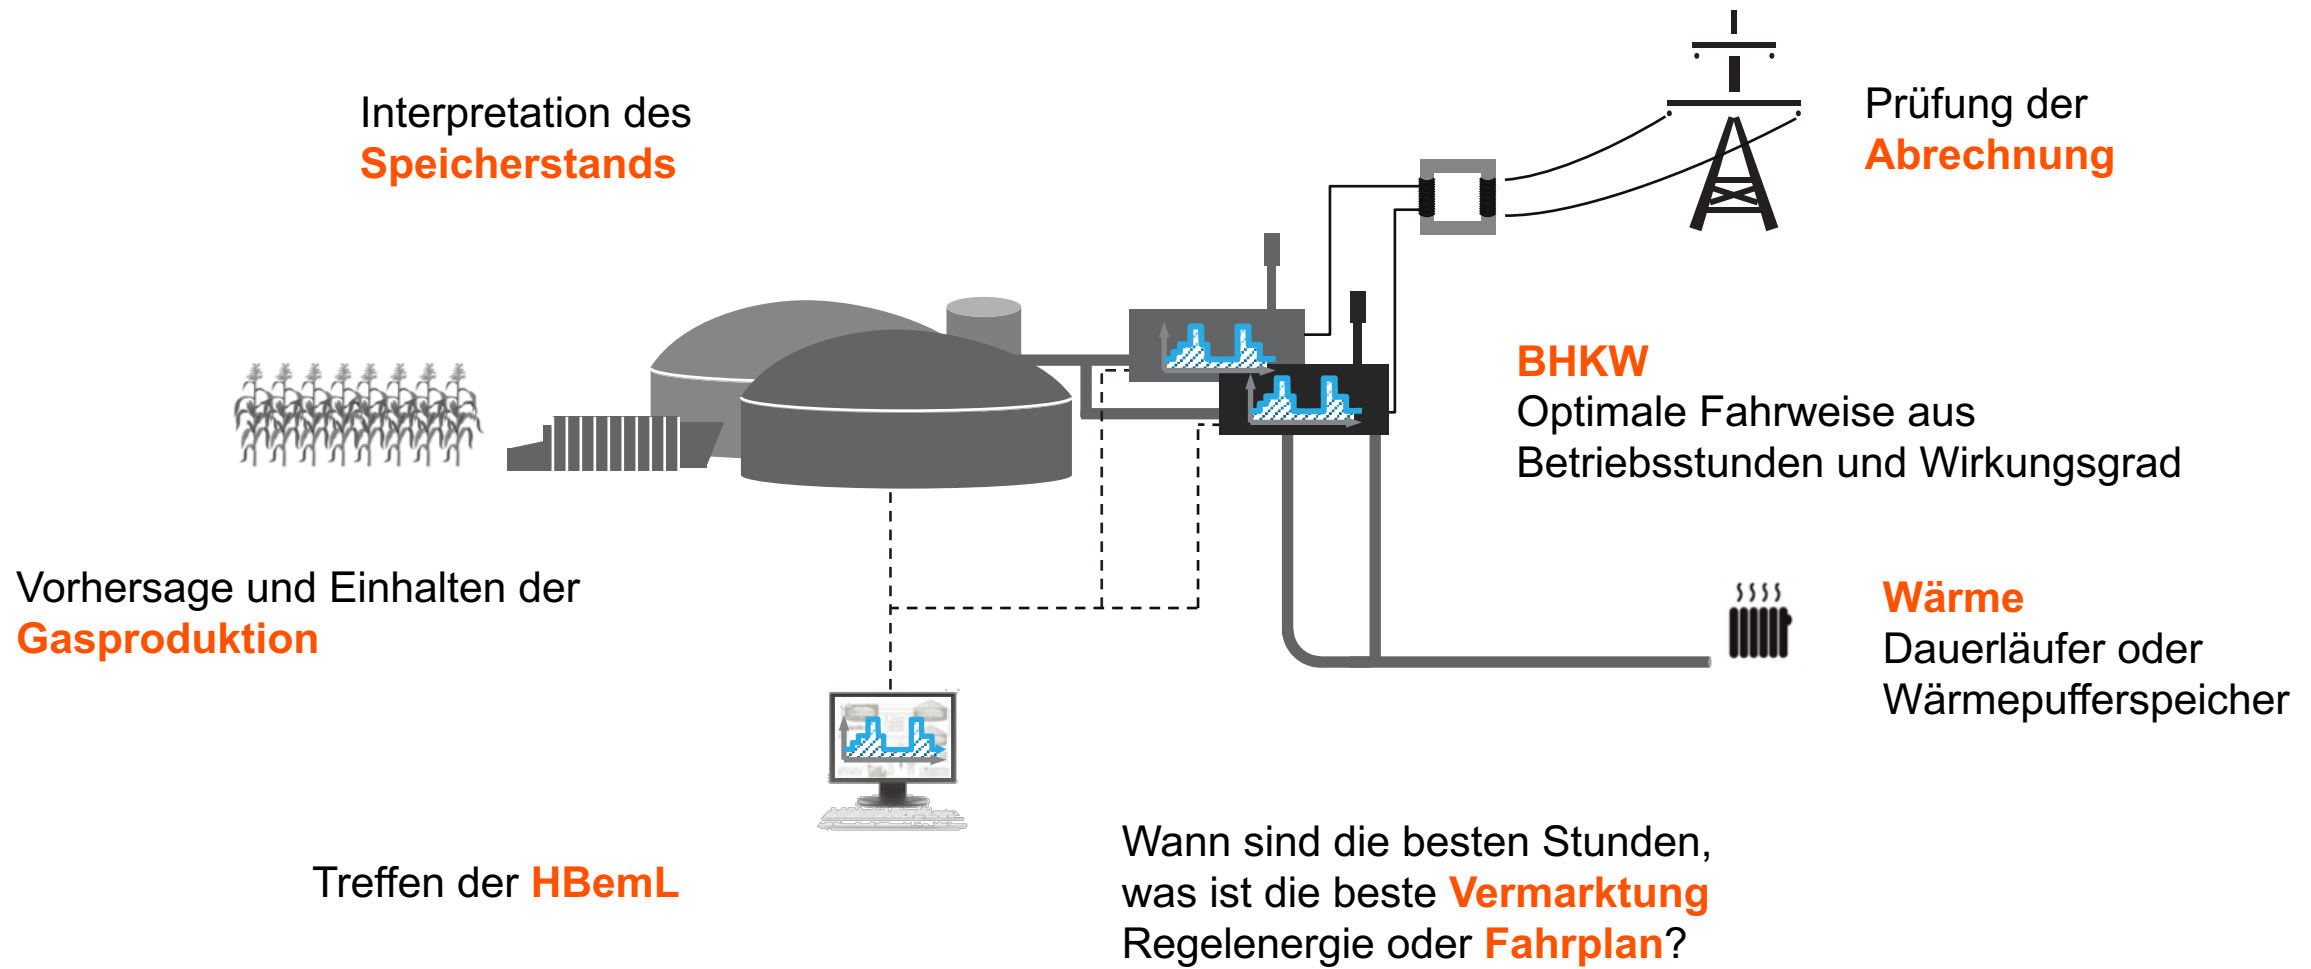 Interpretation des
Speicherstands
Prüfung der
Abrechnung
BHKW
Optimale Fahrweise aus
Betriebsstunden und Wirkungsgrad
Vorhersage und Einhalten der
Gasproduktion
Wärme
Dauerläufer oder
Wärmepufferspeicher
Treffen der HBemL
Wann sind die besten Stunden,
was ist die beste Vermarktung
Regelenergie oder Fahrplan?